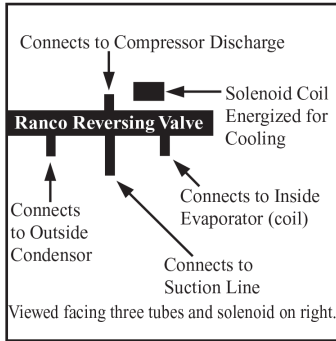 Connects to Compressor Discharge
Solenoid Coil
Energized for
Cooling
Ranco Reversing Valve
Connects
to Outside
Condensor
Connects to Inside
Evaporator (coil)
Connects to
Suction Line
Viewed facing three tubes and solenoid on right.